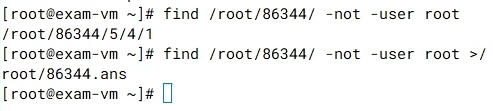 [root@exam-vm ~]# find /root/86344/ -not -user root
/root/86344/5/4/1
[root@exam-vm ~]# find /root/86344/ -not -user root >/
root/86344.ans
[root@exam-vm ~]#